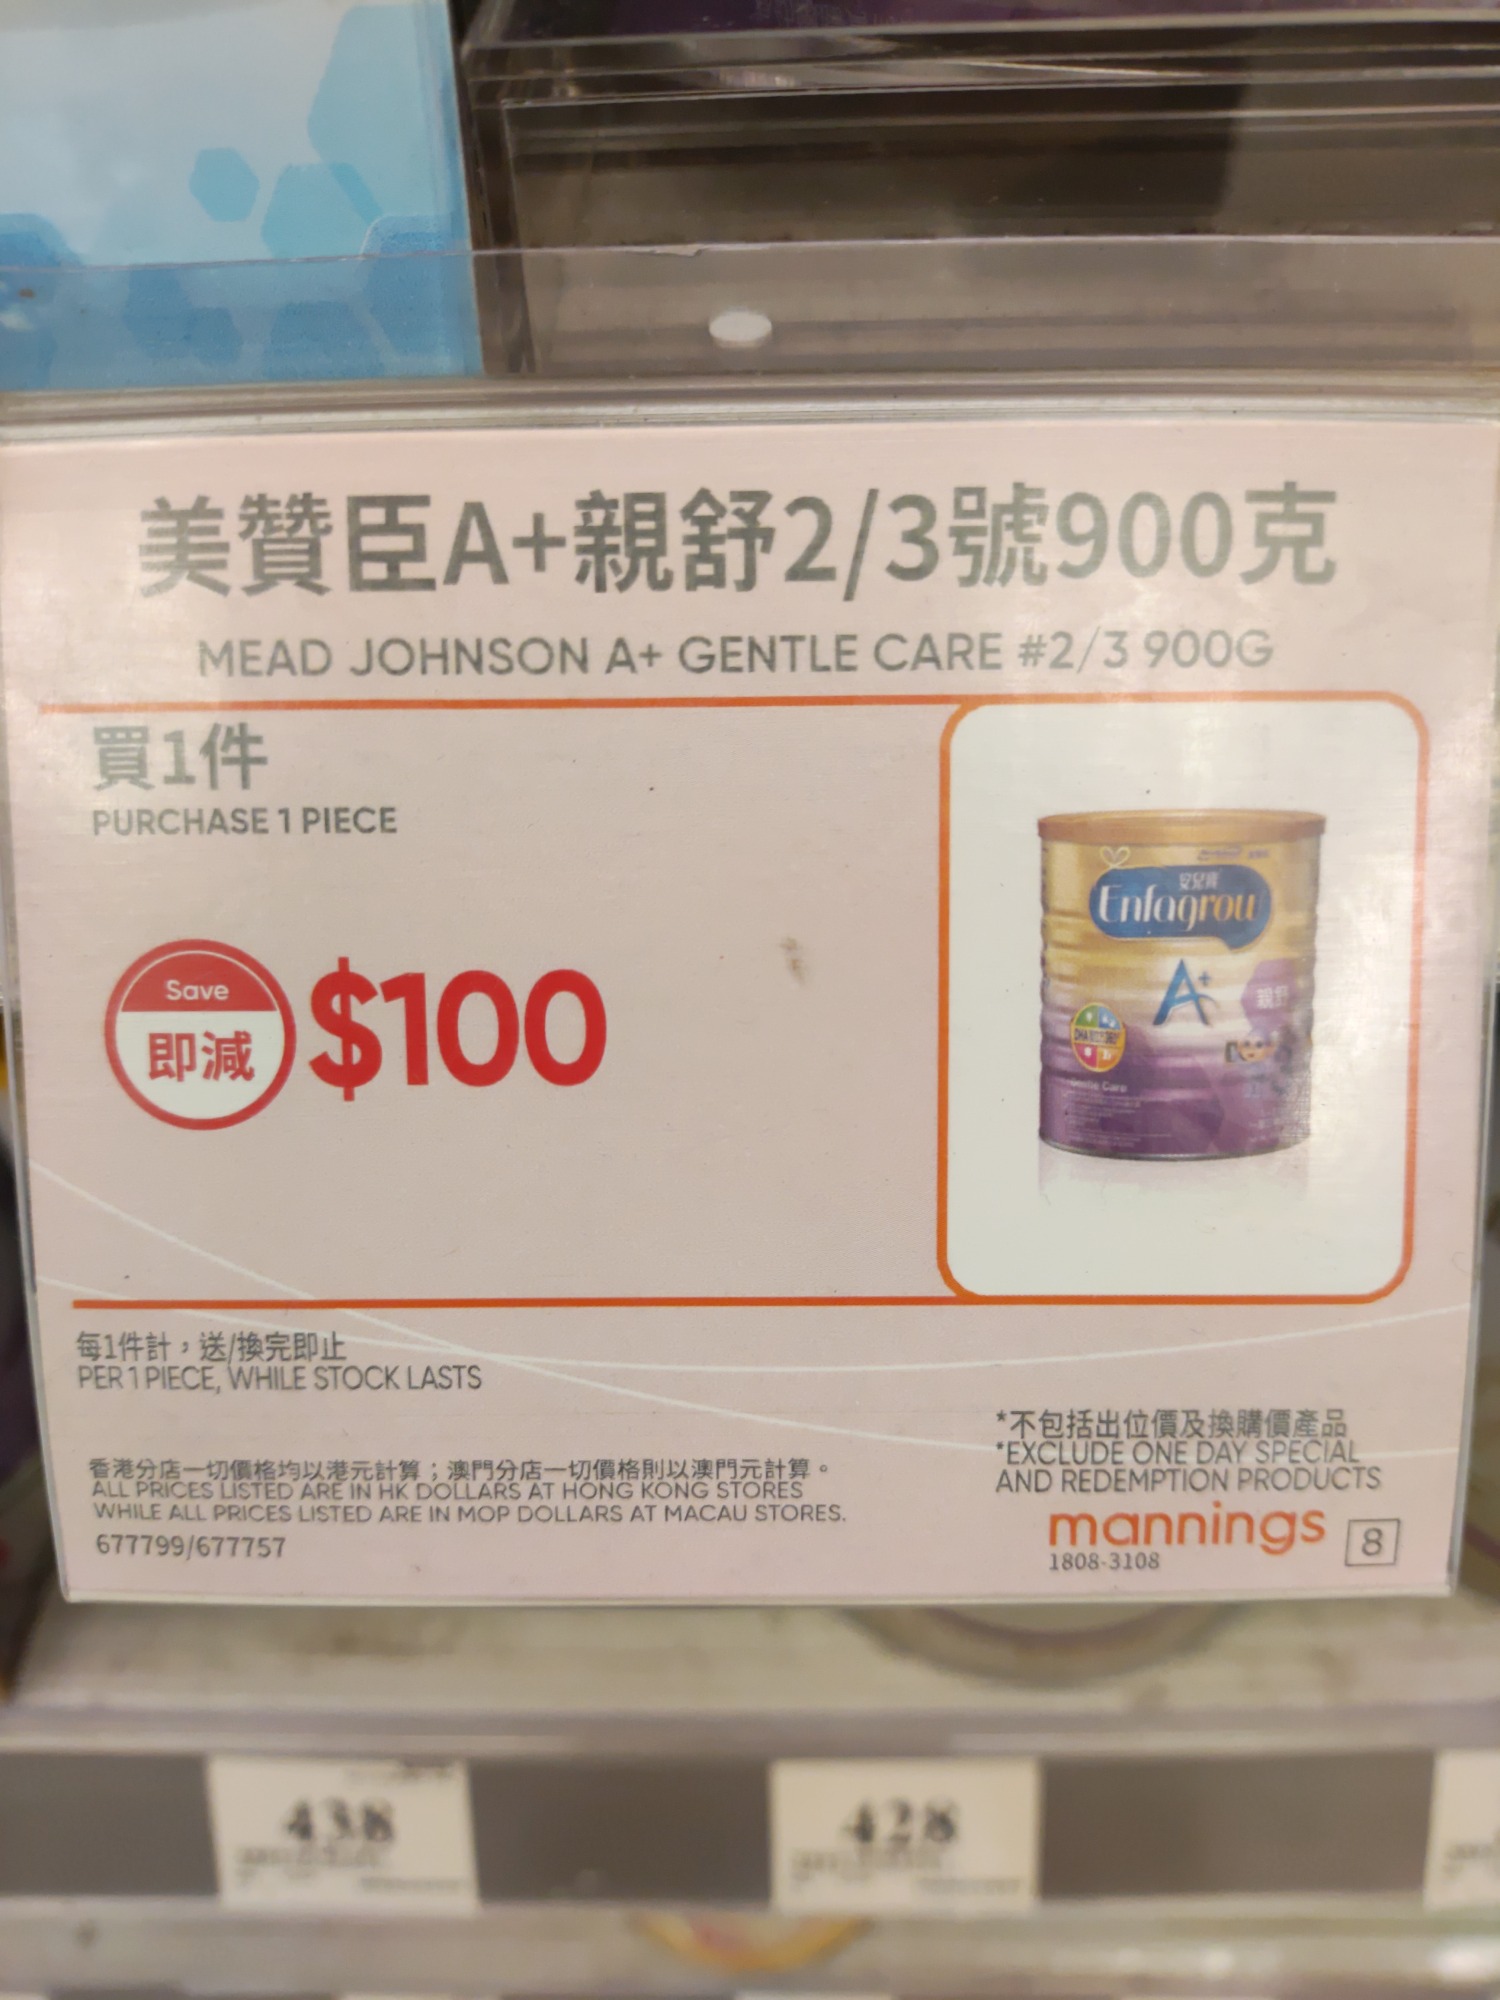 美贊臣A+親舒2/3號900克
MEAD JOHNSON A+ GENTLE CARE #2/3 900G
買1件
PURCHASE 1 PIECE
Save
即減
$100
安兒寶
Enfagrow
A+
親舒
Gentle Care
每1件計，送/換完即止
PER 1 PIECE, WHILE STOCK LASTS
*不包括出位價及換購價產品
*EXCLUDE ONE DAY SPECIAL
AND REDEMPTION PRODUCTS
香港分店一切價格均以港元計算；澳門分店一切價格則以澳門元計算。
ALL PRICES LISTED ARE IN HK DOLLARS AT HONG KONG STORES
WHILE ALL PRICES LISTED ARE IN MOP DOLLARS AT MACAU STORES.
677799/677757
mannings
1808-3108
8
438
428